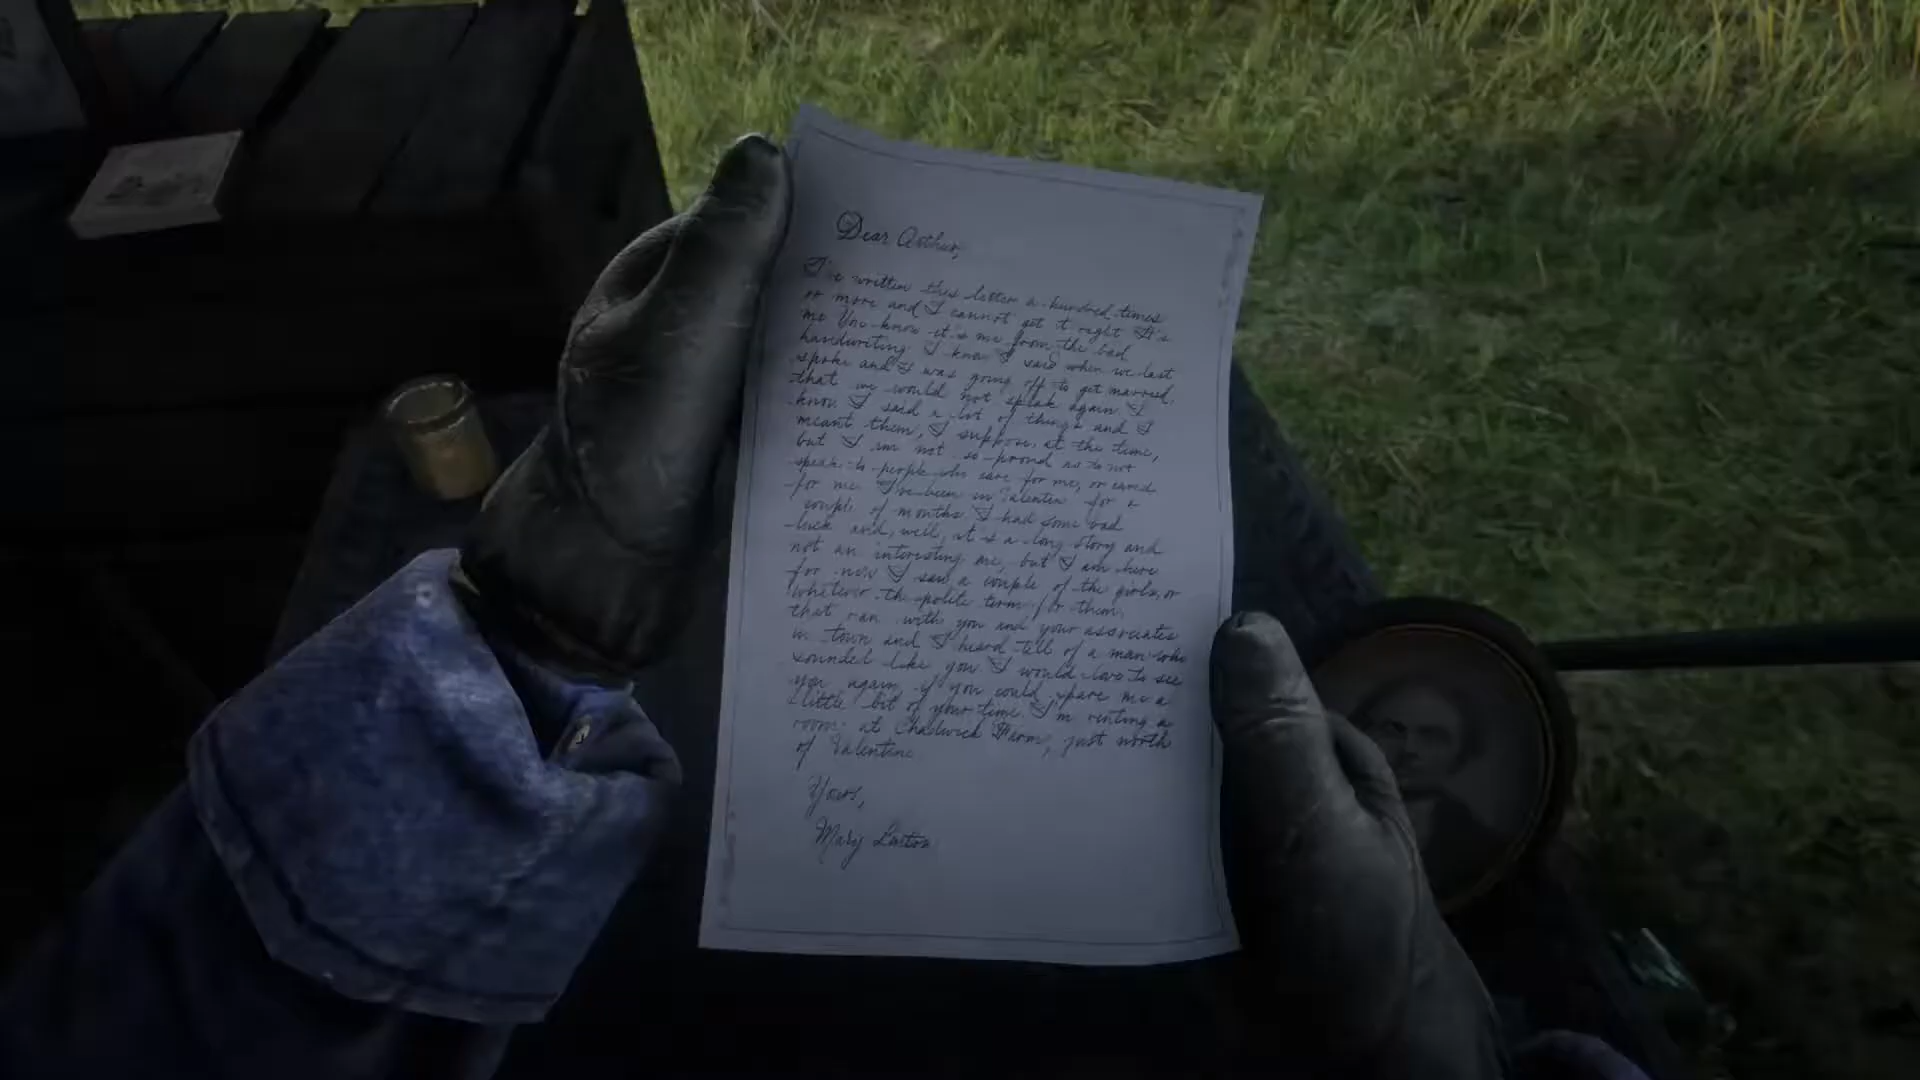 Dear Arthur,
I've written this letter a hundred times
or more and I cannot get it right It's
me You know it is me from the bad
handwriting I know I said when we last
spoke and I was going off to get married,
that we would not speak again I
know I said a lot of things and I
meant them, I suppose, at the time,
but I am not so proud as to not
speak to people who care for me, or cared
for me I've been in Valentine for a
couple of months I had some bad
luck and, well, it is a long story and
not an interesting one, but I am here
for now I saw a couple of the girls, or
whatever the polite term for them,
that ran with you and your associates
in town and I heard tell of a man who
sounded like you I would love to see
you again if you could spare me a
little bit of your time I'm renting a
room at Chadwick Farm, just north
of Valentine
Yours,
Mary Linton